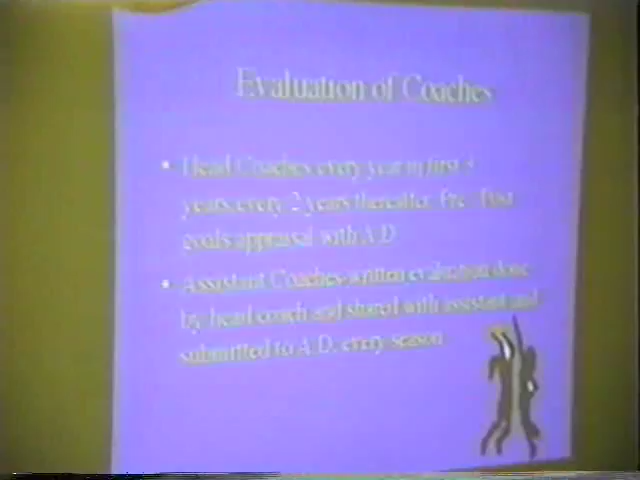 Evaluation of Coaches
• Head Coaches every year in first 3
years, every 2 years thereafter. Pre / Post
goals appraisal with A.D
• Assistant Coaches-written evaluation done
by head coach and shared with assistant and
submitted to A.D. every season